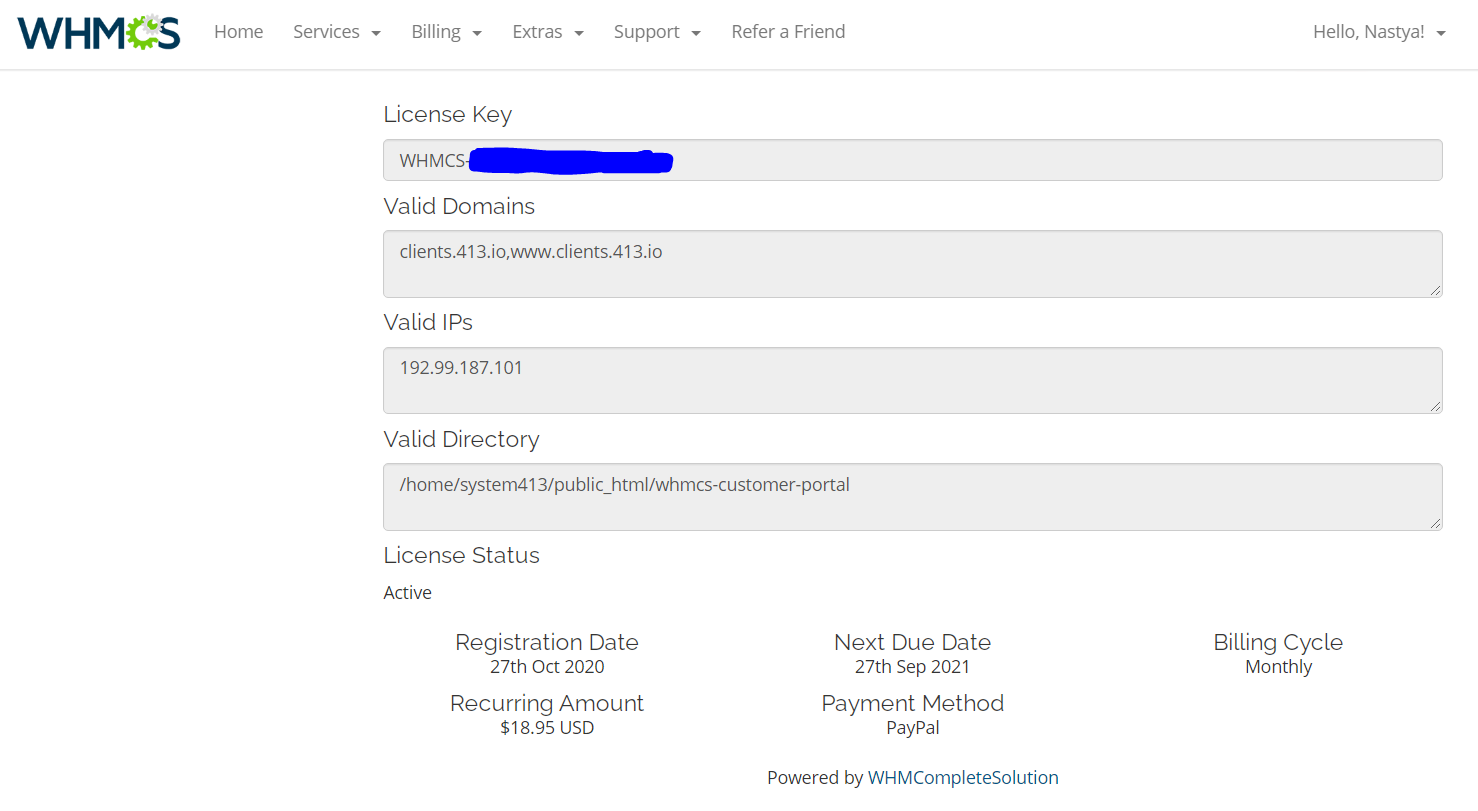 WHMCS Home Services Billing Extras Support Refer a Friend Hello, Nastya!
License Key
WHMCS-
Valid Domains
clients.413.io,www.clients.413.io
Valid IPs
192.99.187.101
Valid Directory
/home/system413/public_html/whmcs-customer-portal
License Status
Active
Registration Date Next Due Date Billing Cycle
27th Oct 2020 27th Sep 2021 Monthly
Recurring Amount Payment Method
$18.95 USD PayPal
Powered by WHMCompleteSolution